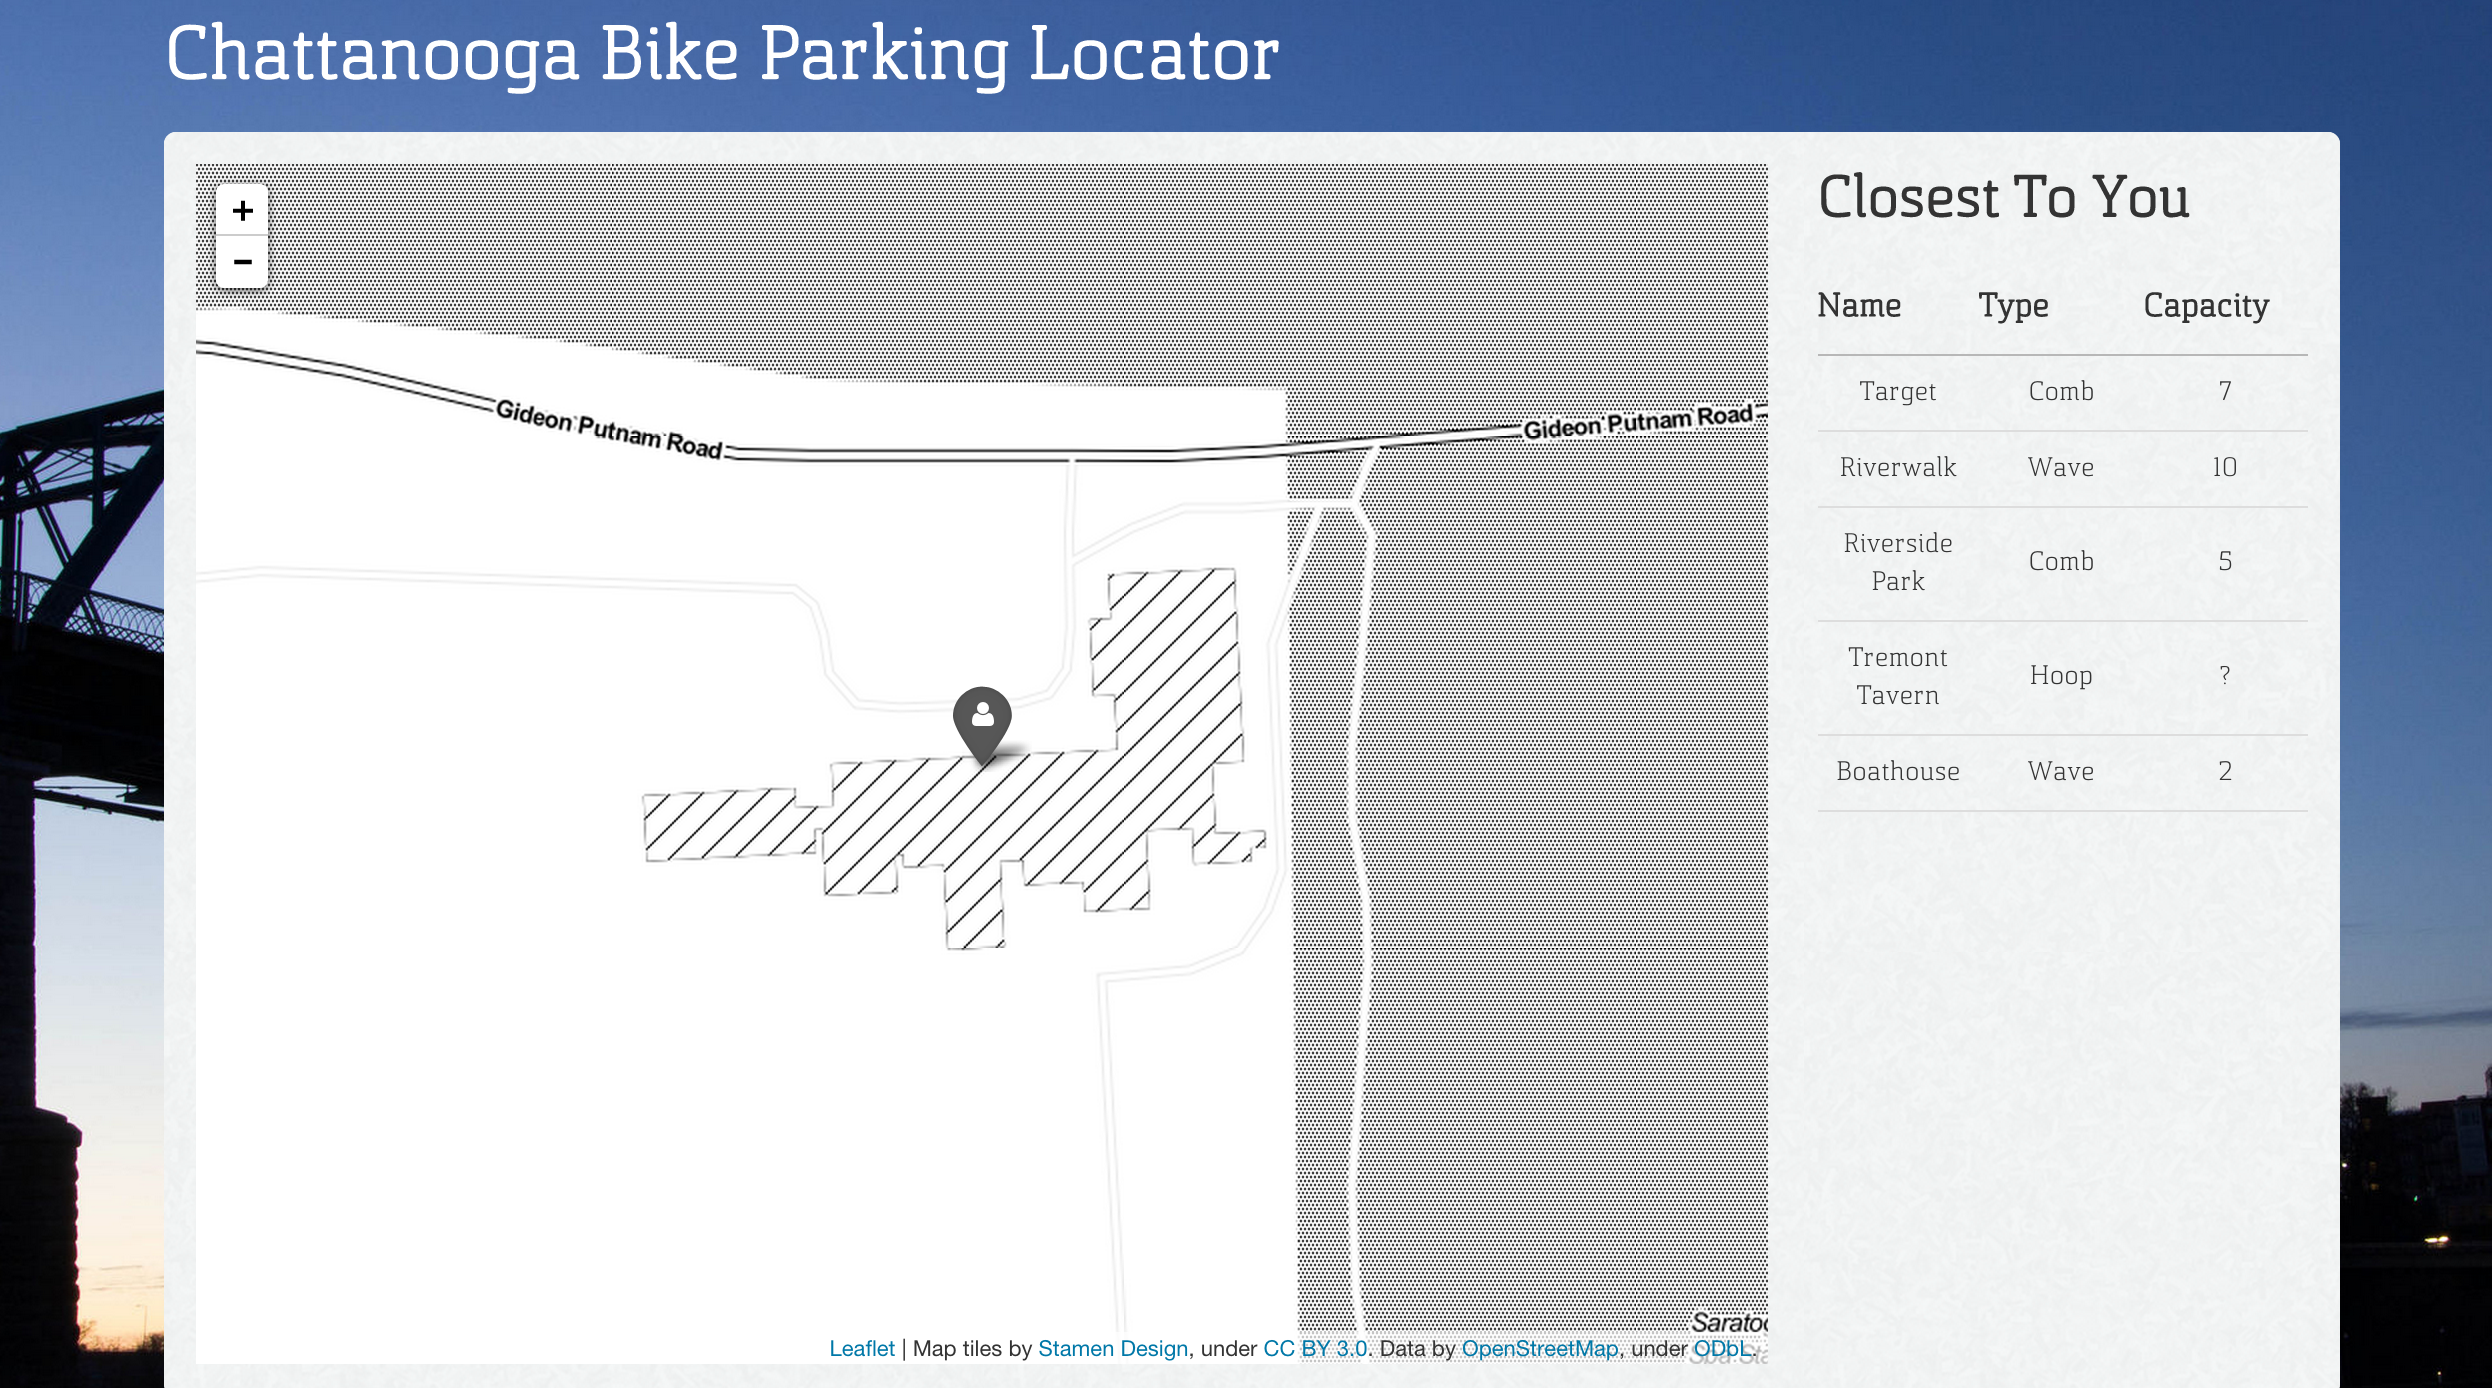 Chattanooga Bike Parking Locator
+
−
Gideon Putnam Road
Gideon Putnam Road
Leaflet | Map tiles by Stamen Design, under CC BY 3.0. Data by OpenStreetMap, under ODbL.
Closest To You
Name Type Capacity
Target Comb 7
Riverwalk Wave 10
Riverside
Park Comb 5
Tremont
Tavern Hoop ?
Boathouse Wave 2